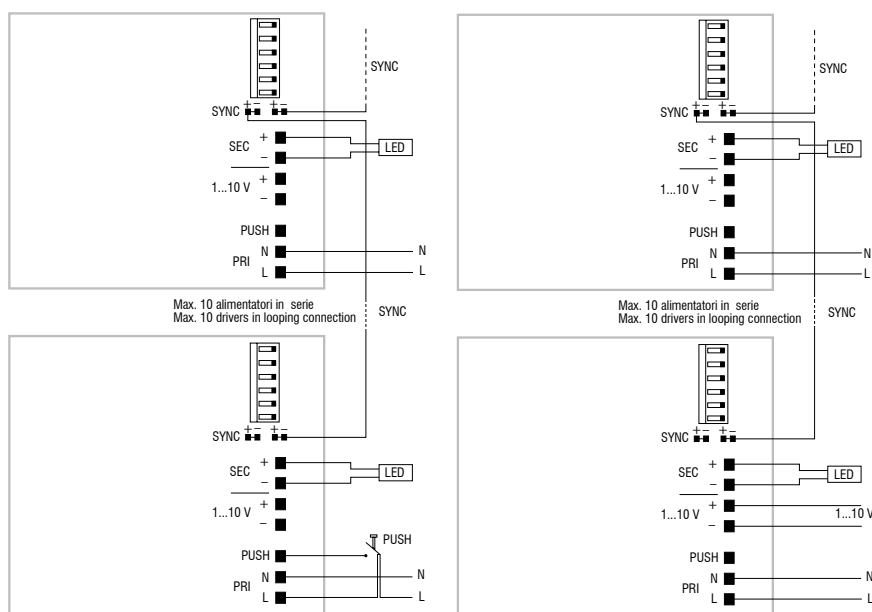 SYNC
SYNC + - + -
SEC + -
LED
1...10 V + -
PUSH
PRI N L
N
L
Max. 10 alimentatori in serie
Max. 10 drivers in looping connection
SYNC
SYNC + - + -
SEC + -
LED
1...10 V + -
PUSH
PUSH
PRI N L
N
L
SYNC
SYNC + - + -
SEC + -
LED
1...10 V + -
PUSH
PRI N L
N
L
Max. 10 alimentatori in serie
Max. 10 drivers in looping connection
SYNC
SYNC + - + -
SEC + -
LED
1...10 V + -
1...10 V
PUSH
PRI N L
N
L